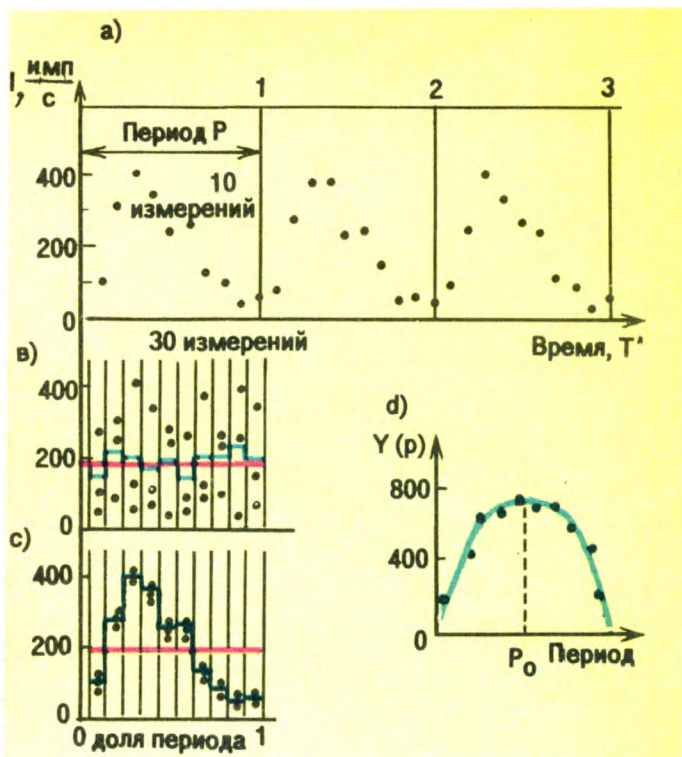 а)
I, имп/с
1 2 3
Период P
400
10
измерений
200
0
30 измерений
Время, T
в)
400
200
0
c)
400
200
0
0 доля периода 1
d)
Y (p)
800
400
0
P₀ Период